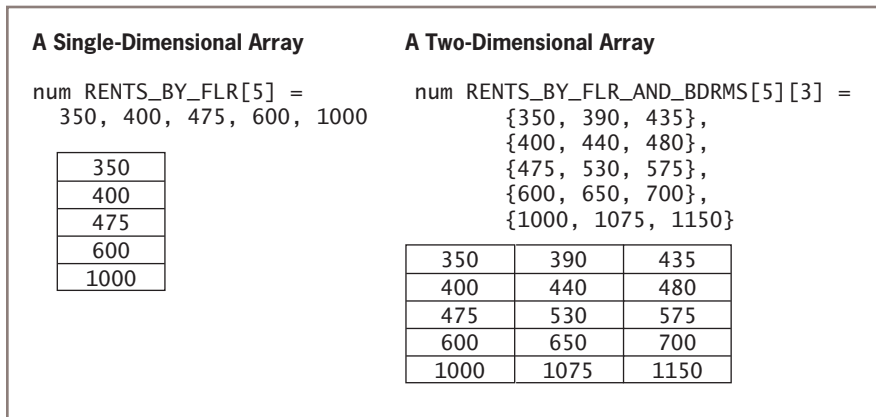 A Single-Dimensional Array
num RENTS_BY_FLR[5] =
350, 400, 475, 600, 1000
350
400
475
600
1000
A Two-Dimensional Array
num RENTS_BY_FLR_AND_BDRMS[5][3] =
{350, 390, 435},
{400, 440, 480},
{475, 530, 575},
{600, 650, 700},
{1000, 1075, 1150}
350 390 435
400 440 480
475 530 575
600 650 700
1000 1075 1150